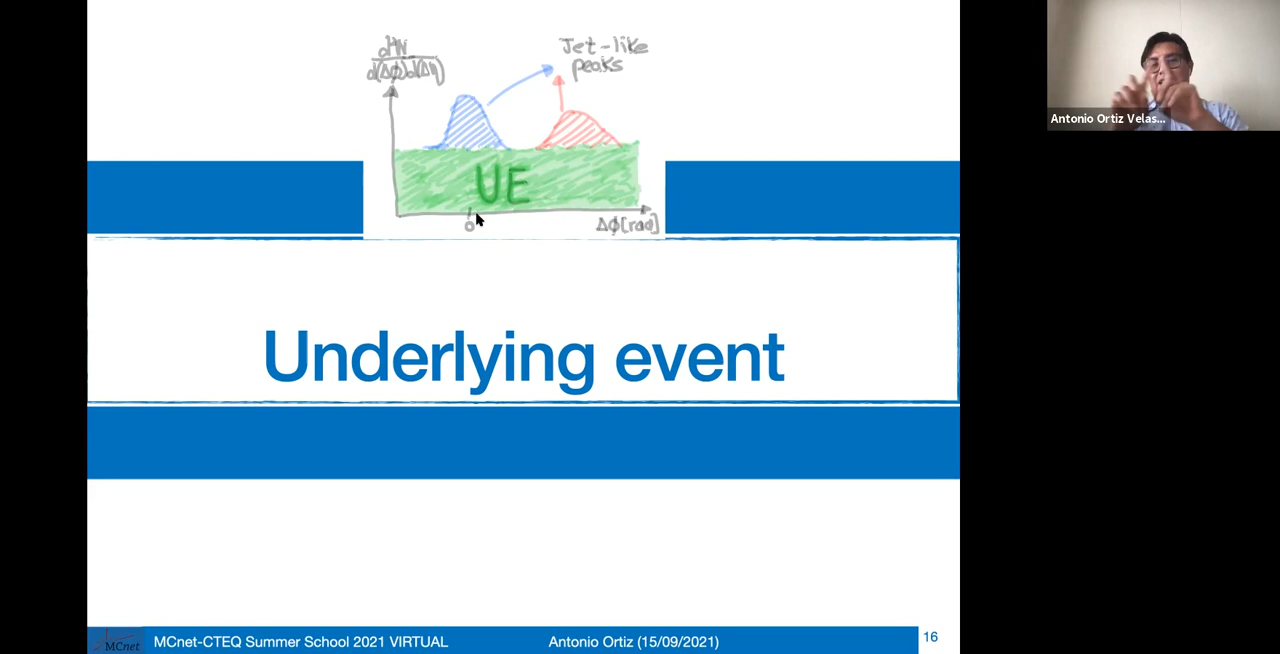 dN
d(Δϕ)d(Δη)
Jet-like
peaks
UE
0
Δϕ[rad]
Antonio Ortiz Velas...
Underlying event
MCnet
MCnet-CTEQ Summer School 2021 VIRTUAL
Antonio Ortiz (15/09/2021)
16